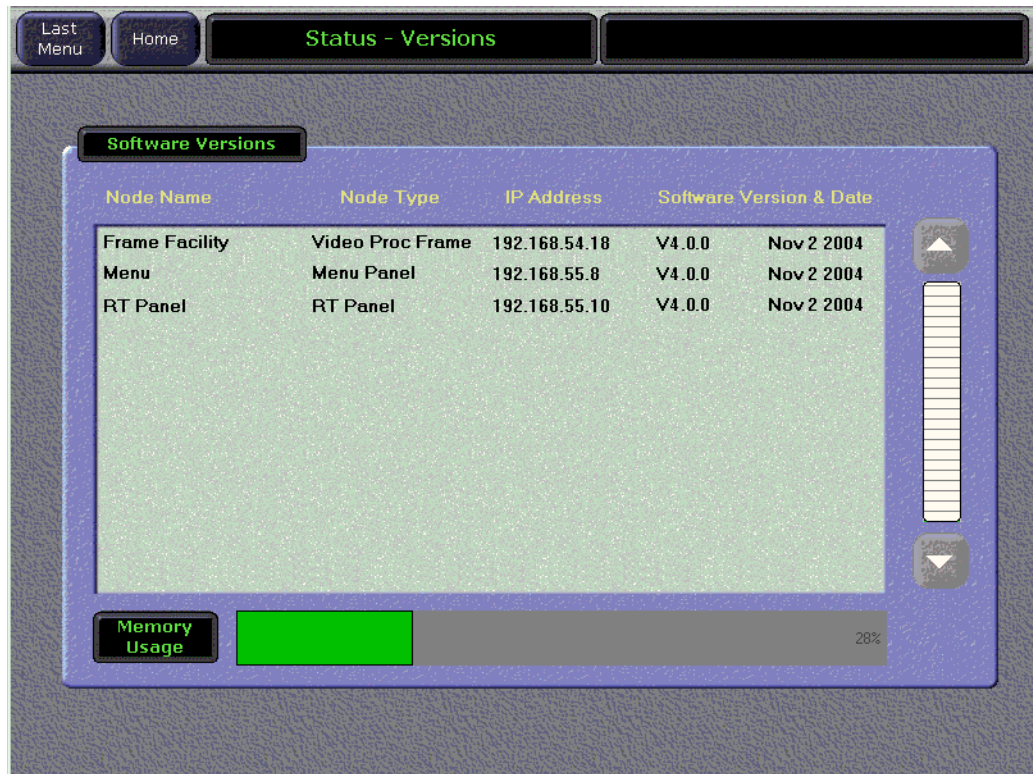 Last Menu
Home
Status - Versions
Software Versions
Node Name Node Type IP Address Software Version & Date
Frame Facility Video Proc Frame 192.168.54.18 V4.0.0 Nov 2 2004
Menu Menu Panel 192.168.55.8 V4.0.0 Nov 2 2004
RT Panel RT Panel 192.168.55.10 V4.0.0 Nov 2 2004
Memory Usage
28%